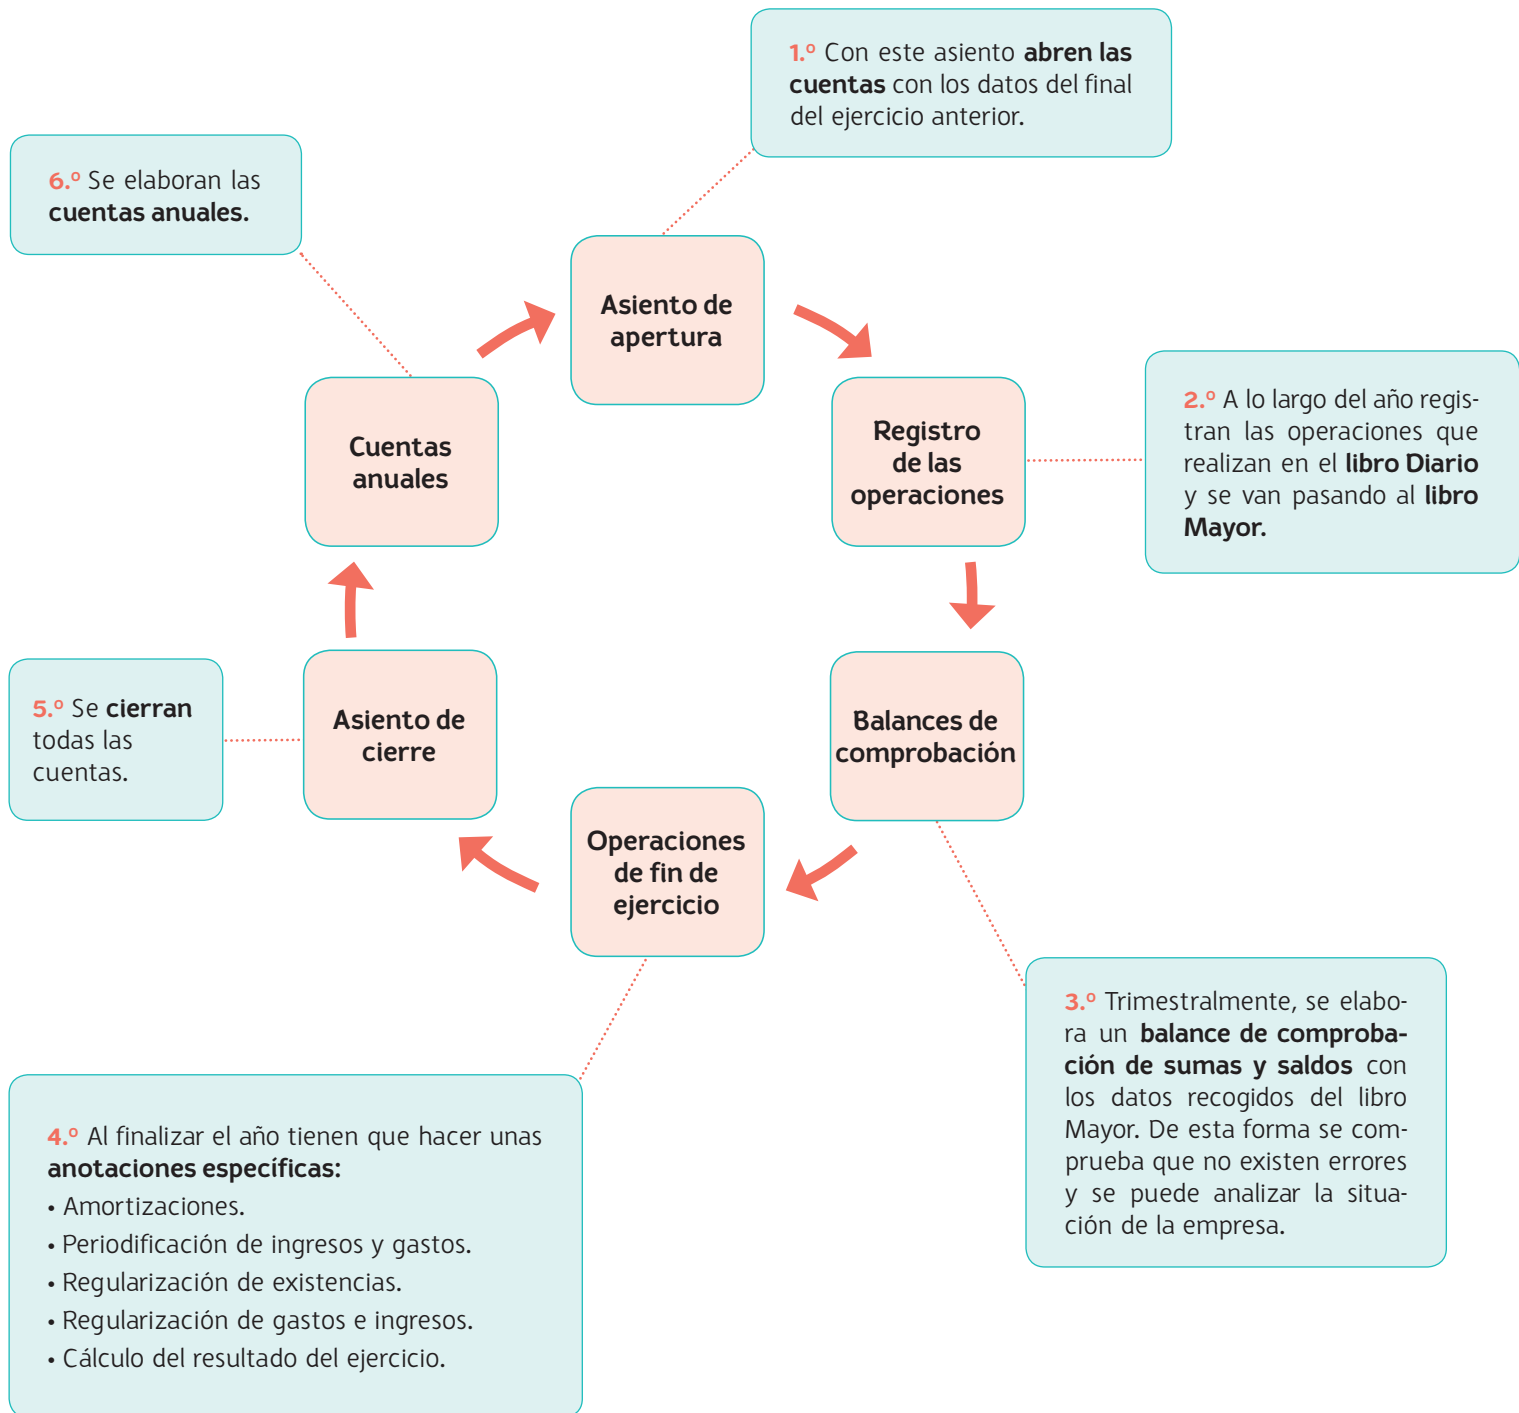 1.º Con este asiento abren las
cuentas con los datos del final
del ejercicio anterior.
6.º Se elaboran las
cuentas anuales.
Asiento de
apertura
Cuentas
anuales
Registro
de las
operaciones
2.º A lo largo del año regis-
tran las operaciones que
realizan en el libro Diario
y se van pasando al libro
Mayor.
5.º Se cierran
todas las
cuentas.
Asiento de
cierre
Balances de
comprobación
Operaciones
de fin de
ejercicio
3.º Trimestralmente, se elabo-
ra un balance de comproba-
ción de sumas y saldos con
los datos recogidos del libro
Mayor. De esta forma se com-
prueba que no existen errores
y se puede analizar la situa-
ción de la empresa.
4.º Al finalizar el año tienen que hacer unas
anotaciones específicas:
• Amortizaciones.
• Periodificación de ingresos y gastos.
• Regularización de existencias.
• Regularización de gastos e ingresos.
• Cálculo del resultado del ejercicio.